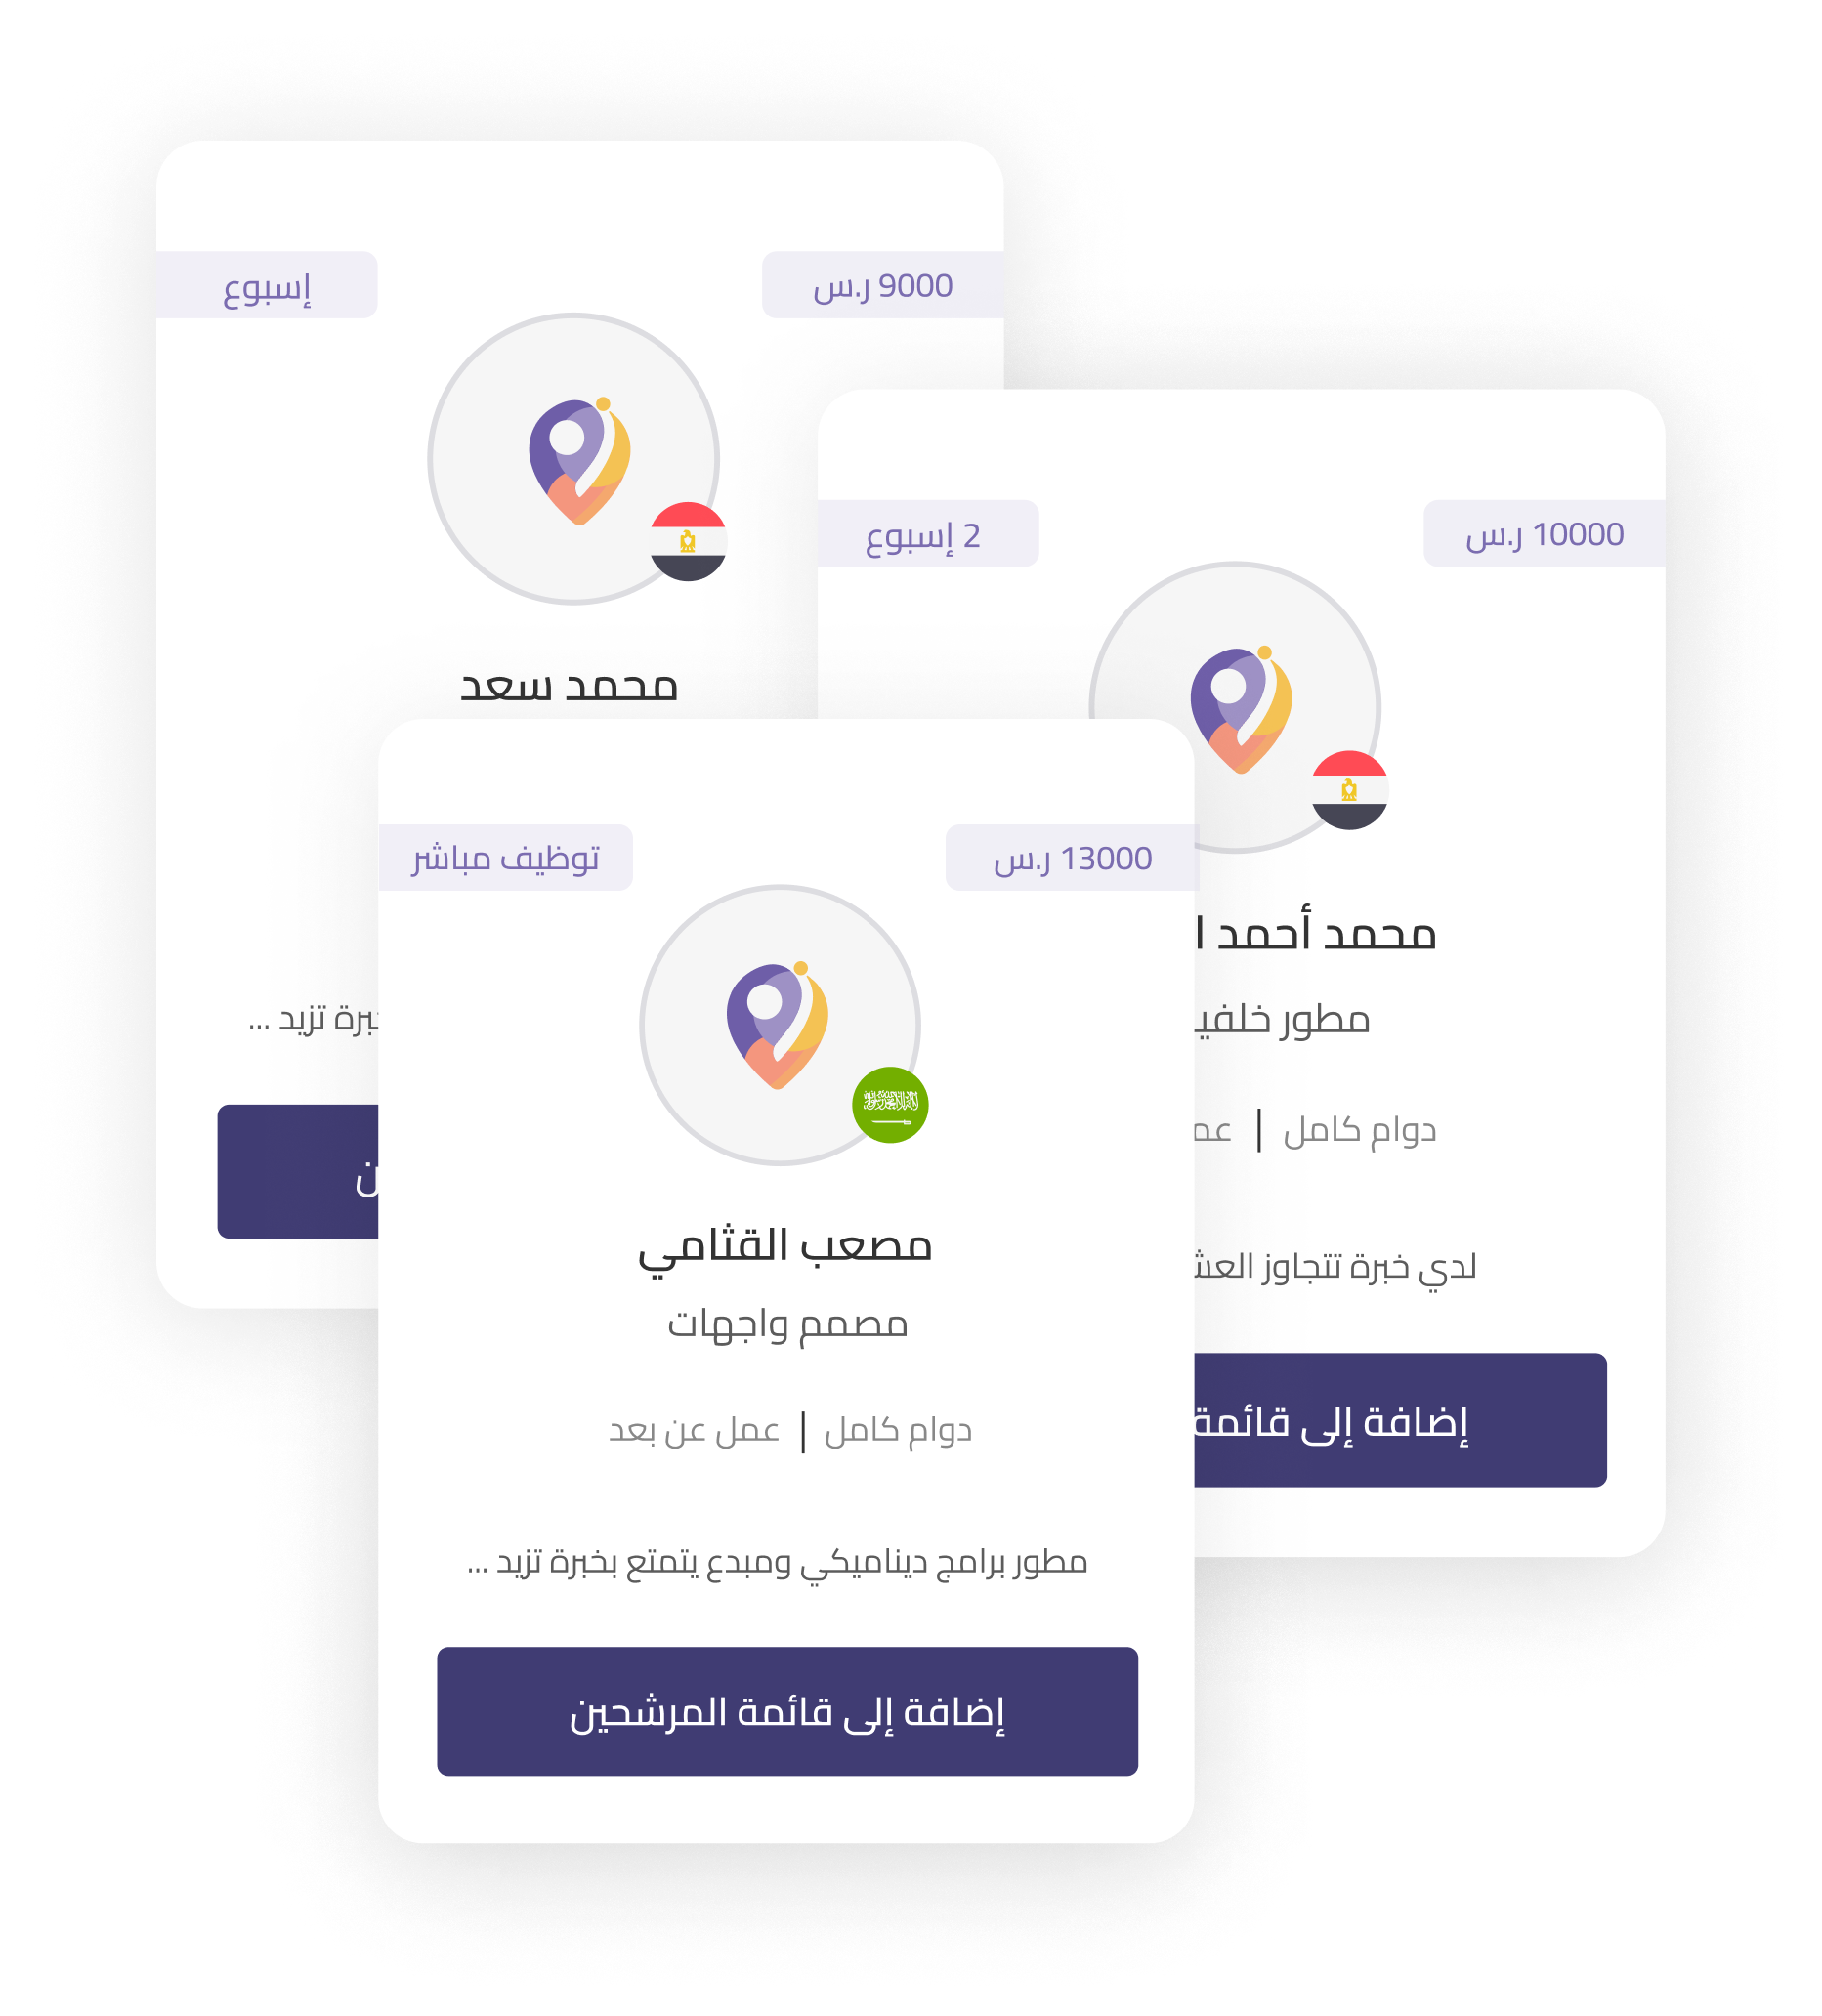 9000 ر.س
إسبوع
محمد سعد
تزيد ...
10000 ر.س
2 إسبوع
محمد أحمد
مطور
دوام كامل |
لدي خبرة تتجاوز
إضافة إلى قائمة
13000 ر.س
توظيف مباشر
مصعب القثامي
مصمم واجهات
دوام كامل | عمل عن بعد
مطور برامج ديناميكي ومبدع يتمتع بخبرة تزيد ...
إضافة إلى قائمة المرشحين